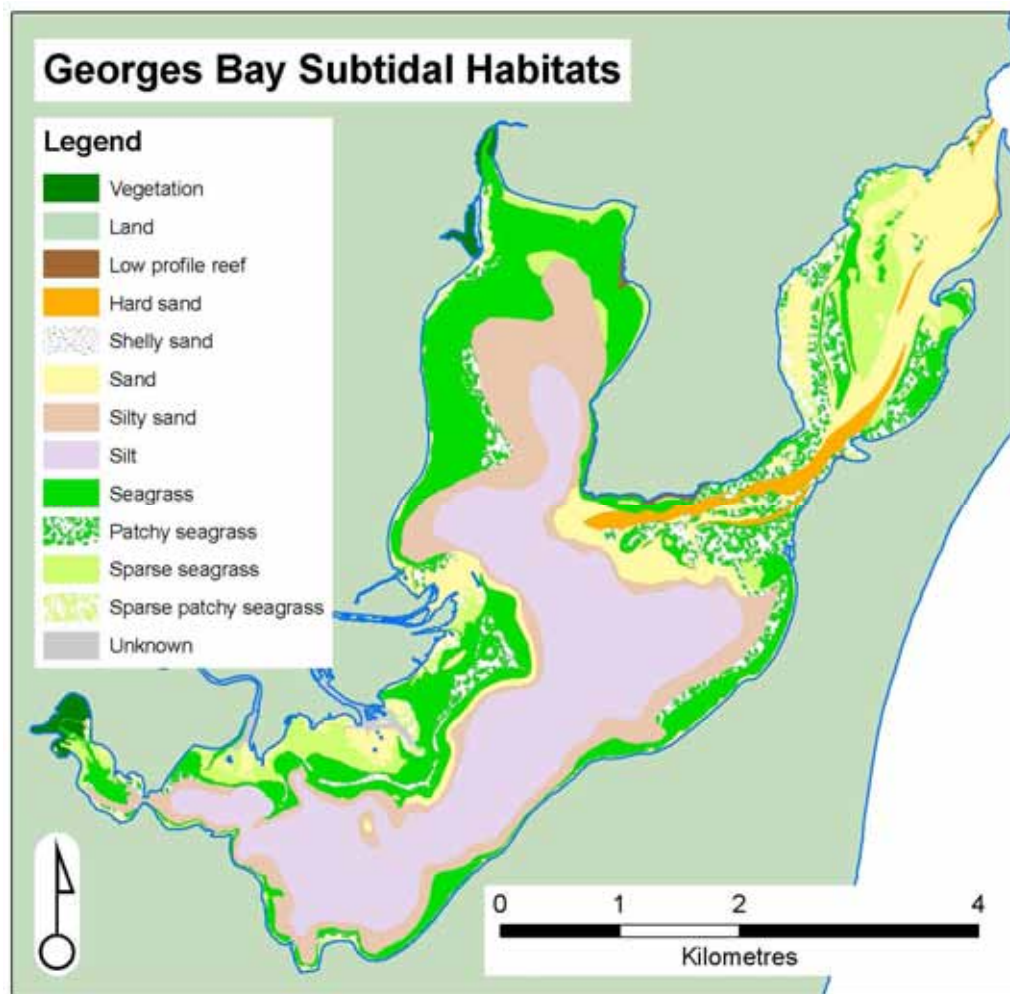 Georges Bay Subtidal Habitats
Legend
Vegetation
Land
Low profile reef
Hard sand
Shelly sand
Sand
Silty sand
Silt
Seagrass
Patchy seagrass
Sparse seagrass
Sparse patchy seagrass
Unknown
0 1 2 4
Kilometres